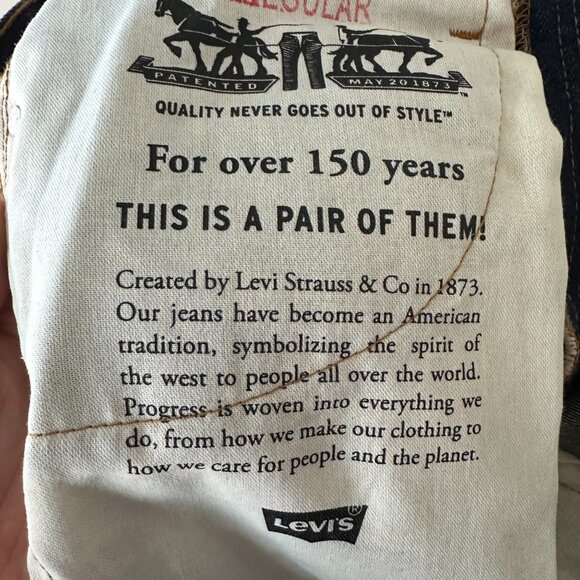 PATENTED MAY 20 1873
QUALITY NEVER GOES OUT OF STYLE™
For over 150 years
THIS IS A PAIR OF THEM!
Created by Levi Strauss & Co in 1873.
Our jeans have become an American
tradition, symbolizing the spirit of
the west to people all over the world.
Progress is woven into everything we
do, from how we make our clothing to
how we care for people and the planet.
LEVI'S®